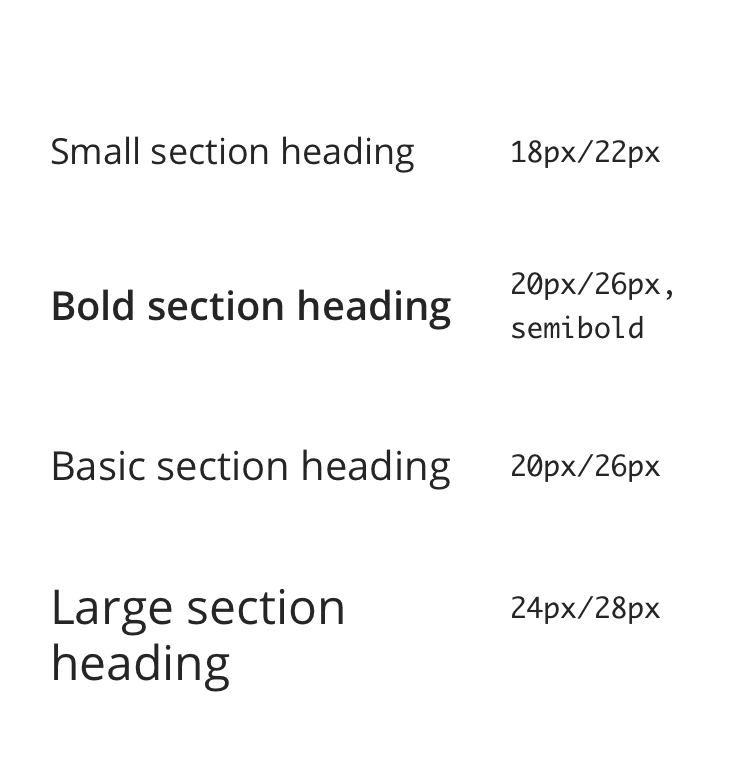 Small section heading 18px/22px
Bold section heading 20px/26px,
semibold
Basic section heading 20px/26px
Large section 24px/28px
heading